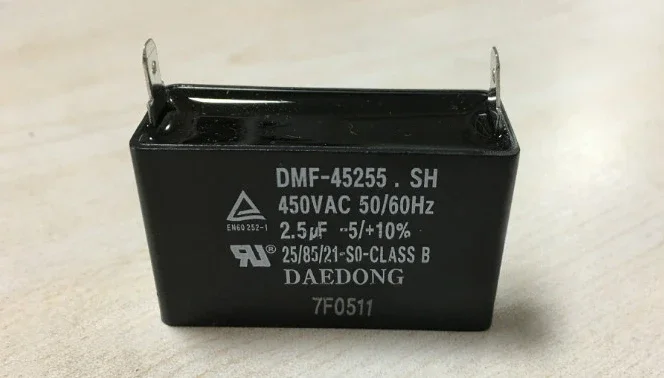 DMF-45255 . SH
450VAC 50/60Hz
EN60 252-1
2.5µF -5/+10%
25/85/21-S0-CLASS B
DAEDONG
7F0511